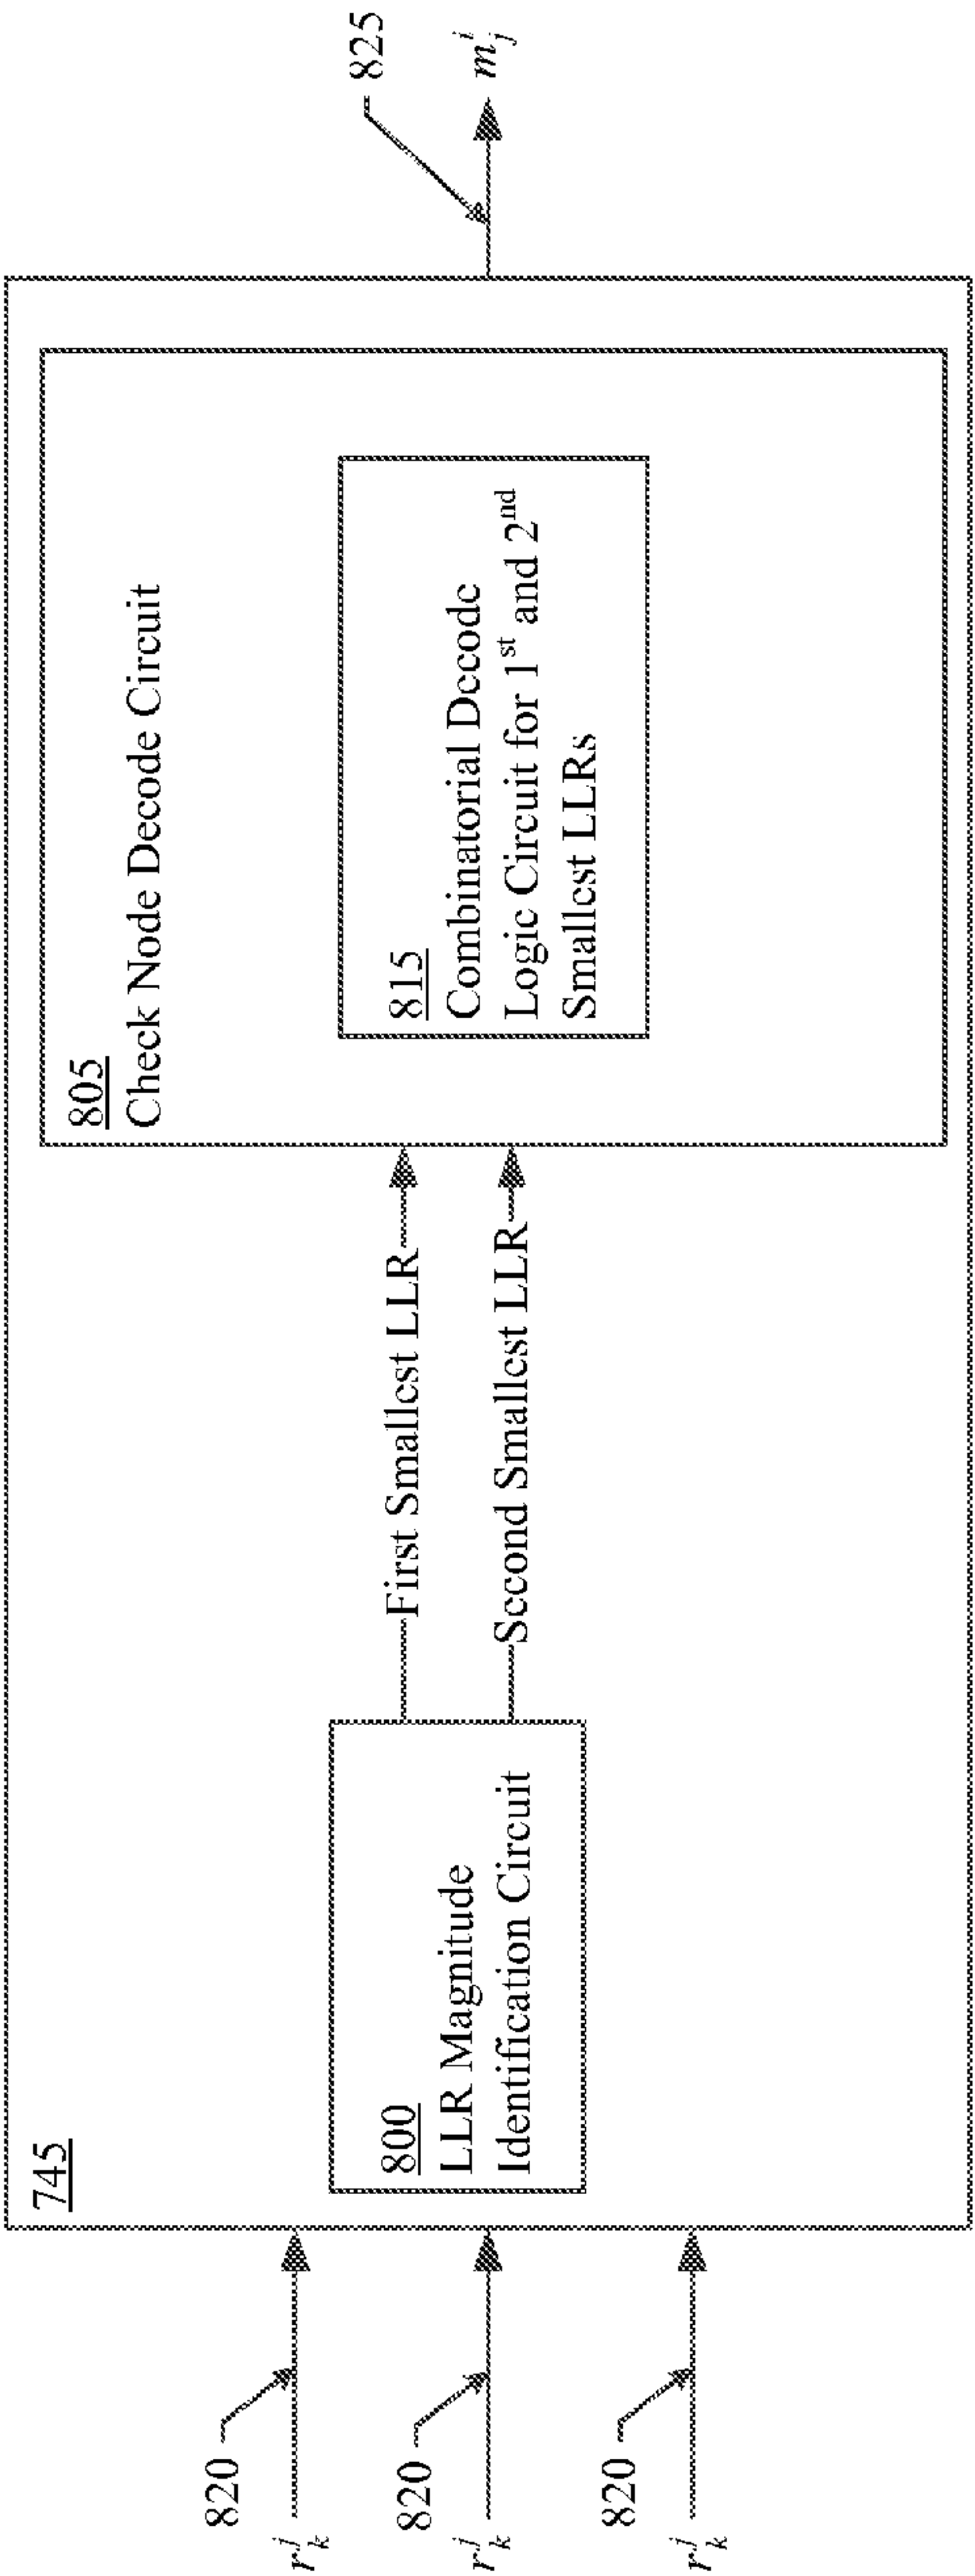 745
805
Check Node Decode Circuit
800
LLR Magnitude
Identification Circuit
First Smallest LLR
Second Smallest LLR
815
Combinatorial Decode
Logic Circuit for 1st and 2nd
Smallest LLRs
820
r_k^j
820
r_k^j
820
r_k^j
825
m_j^i